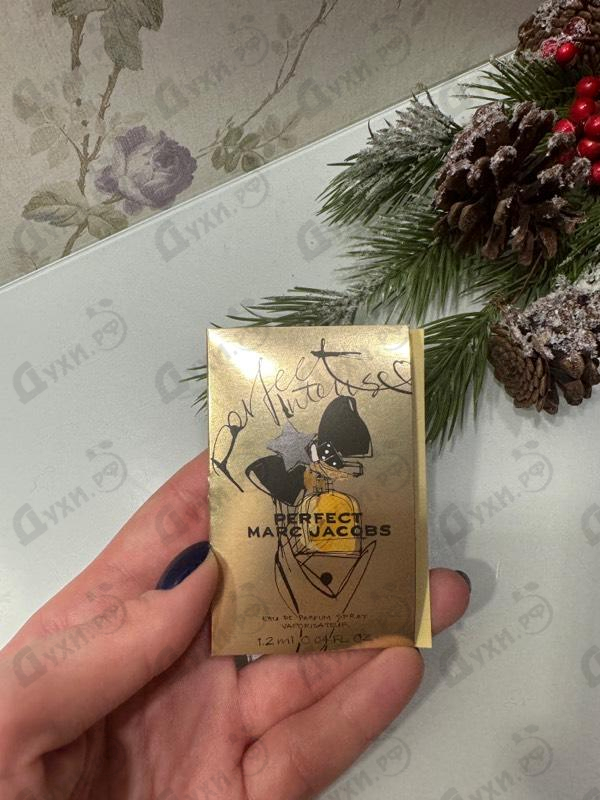 perfect
intense
PERFECT
MARC JACOBS
EAU DE PARFUM SPRAY
VAPORISATEUR
1.2 ml 0.04 FL OZ
Духи.рф